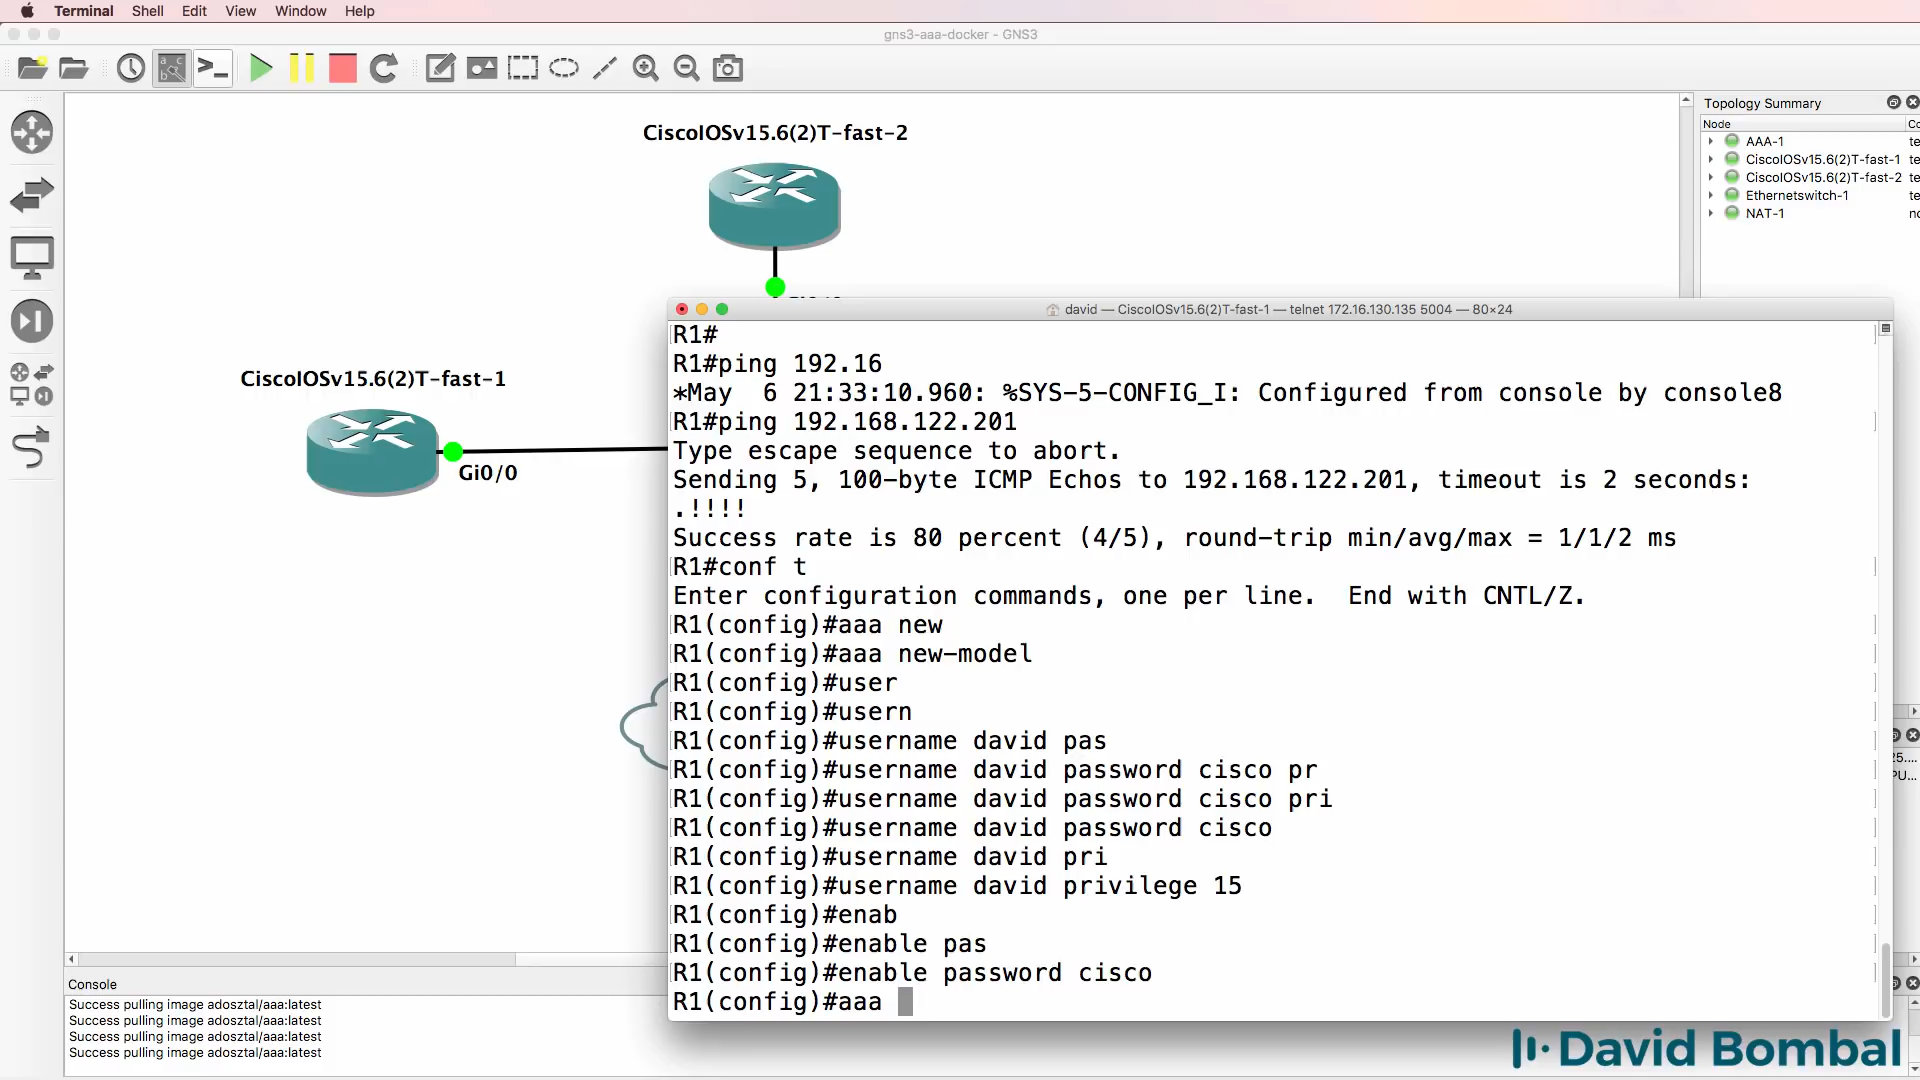 Terminal Shell Edit View Window Help
gns3-aaa-docker - GNS3
CiscoIOSv15.6(2)T-fast-2
CiscoIOSv15.6(2)T-fast-1
Gi0/0
Topology Summary
Node
AAA-1
CiscoIOSv15.6(2)T-fast-1
CiscoIOSv15.6(2)T-fast-2
Ethernetswitch-1
NAT-1
david — CiscoIOSv15.6(2)T-fast-1 — telnet 172.16.130.135 5004 — 80×24
R1#
R1#ping 192.16
*May  6 21:33:10.960: %SYS-5-CONFIG_I: Configured from console by console8
R1#ping 192.168.122.201
Type escape sequence to abort.
Sending 5, 100-byte ICMP Echos to 192.168.122.201, timeout is 2 seconds:
.!!!!
Success rate is 80 percent (4/5), round-trip min/avg/max = 1/1/2 ms
R1#conf t
Enter configuration commands, one per line.  End with CNTL/Z.
R1(config)#aaa new
R1(config)#aaa new-model
R1(config)#user
R1(config)#usern
R1(config)#username david pas
R1(config)#username david password cisco pr
R1(config)#username david password cisco pri
R1(config)#username david password cisco
R1(config)#username david pri
R1(config)#username david privilege 15
R1(config)#enab
R1(config)#enable pas
R1(config)#enable password cisco
R1(config)#aaa
Console
Success pulling image adosztal/aaa:latest
Success pulling image adosztal/aaa:latest
Success pulling image adosztal/aaa:latest
Success pulling image adosztal/aaa:latest
David Bombal